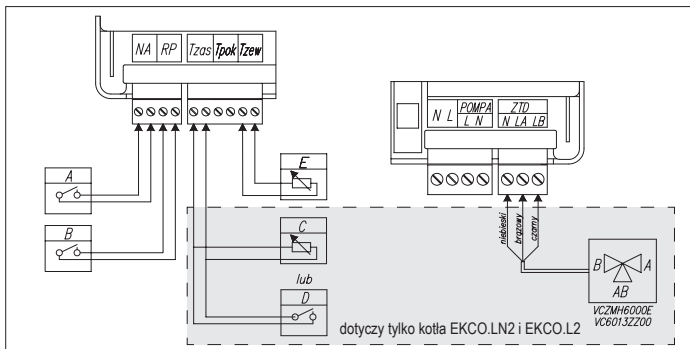 NA RP Tzas Tpok Tzew
N L POMPA ZTD
L N N LA LB
A
E
B
C
lub
D
niebieski
brązowy
czarny
B A
AB
VCZMH6000E
VC6013ZZ00
dotyczy tylko kotła EKCO.LN2 i EKCO.L2